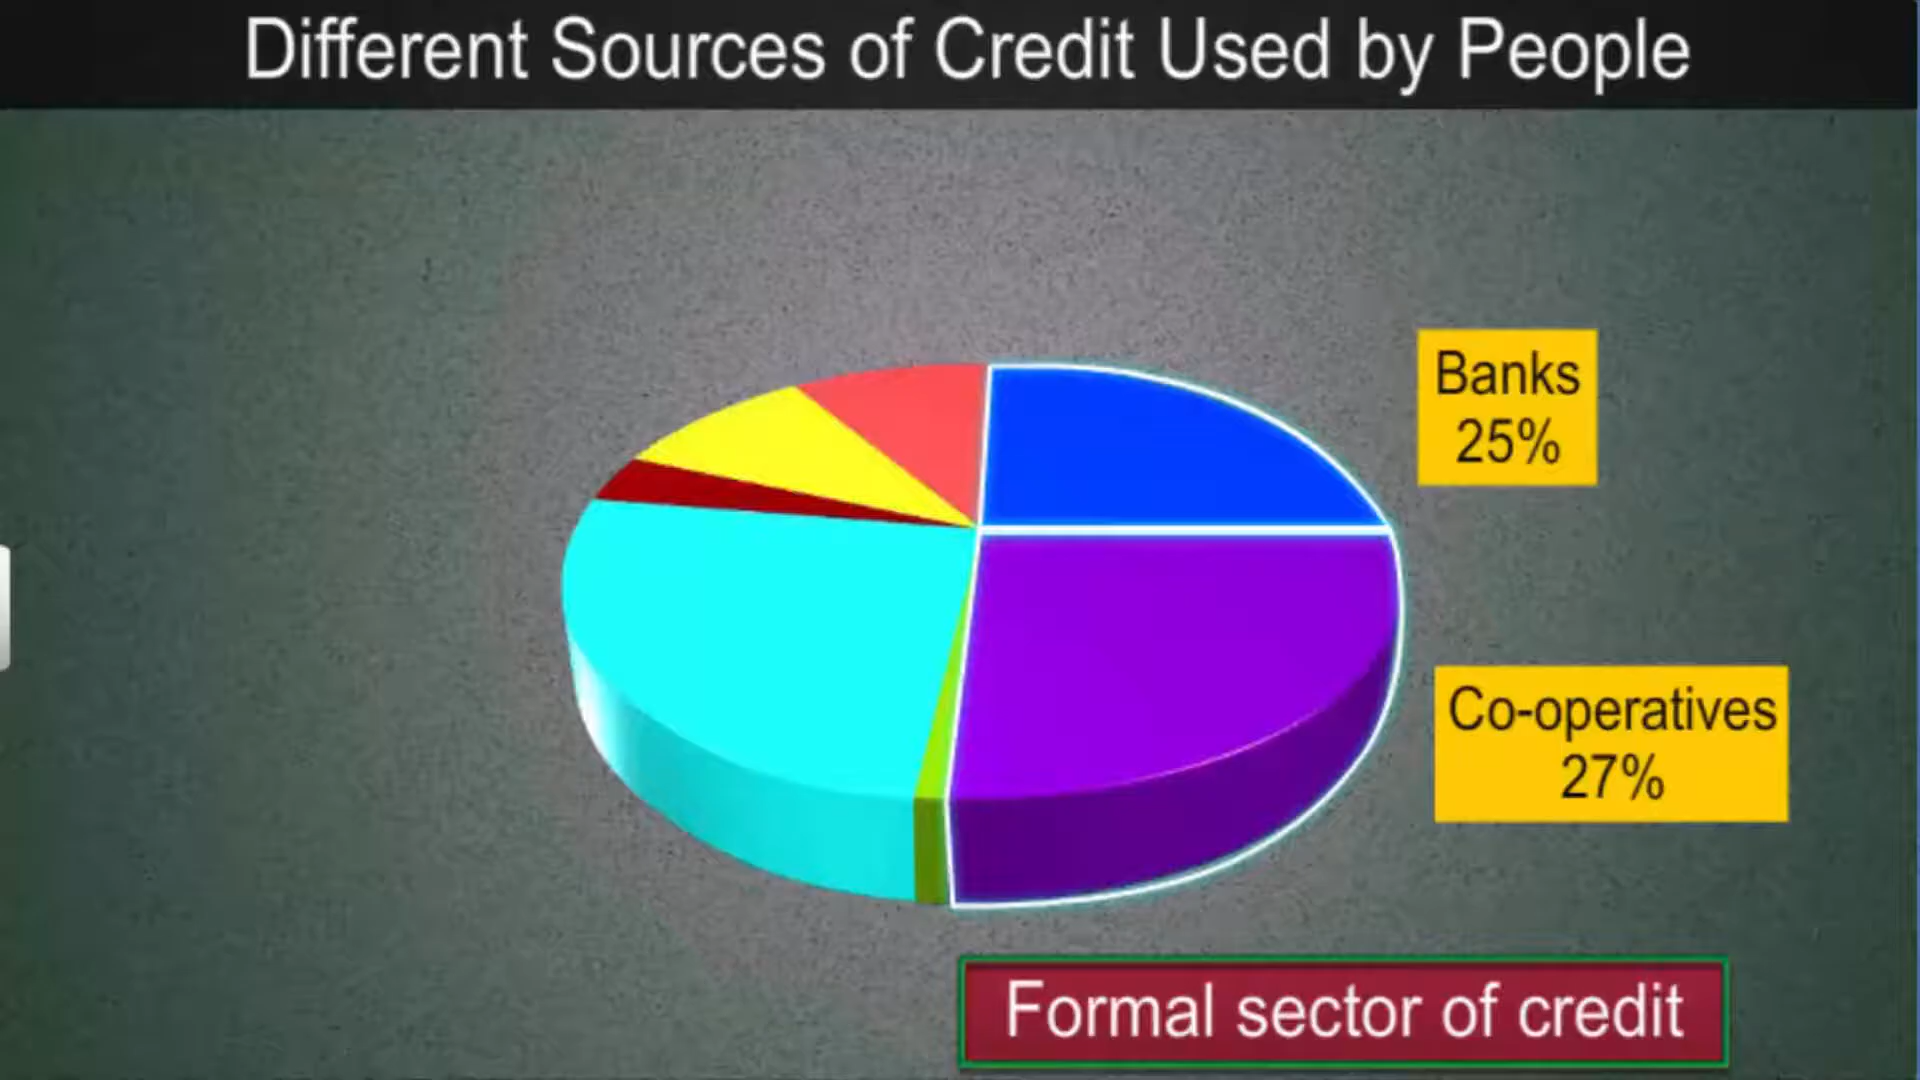 Different Sources of Credit Used by People
Banks
25%
Co-operatives
27%
Formal sector of credit